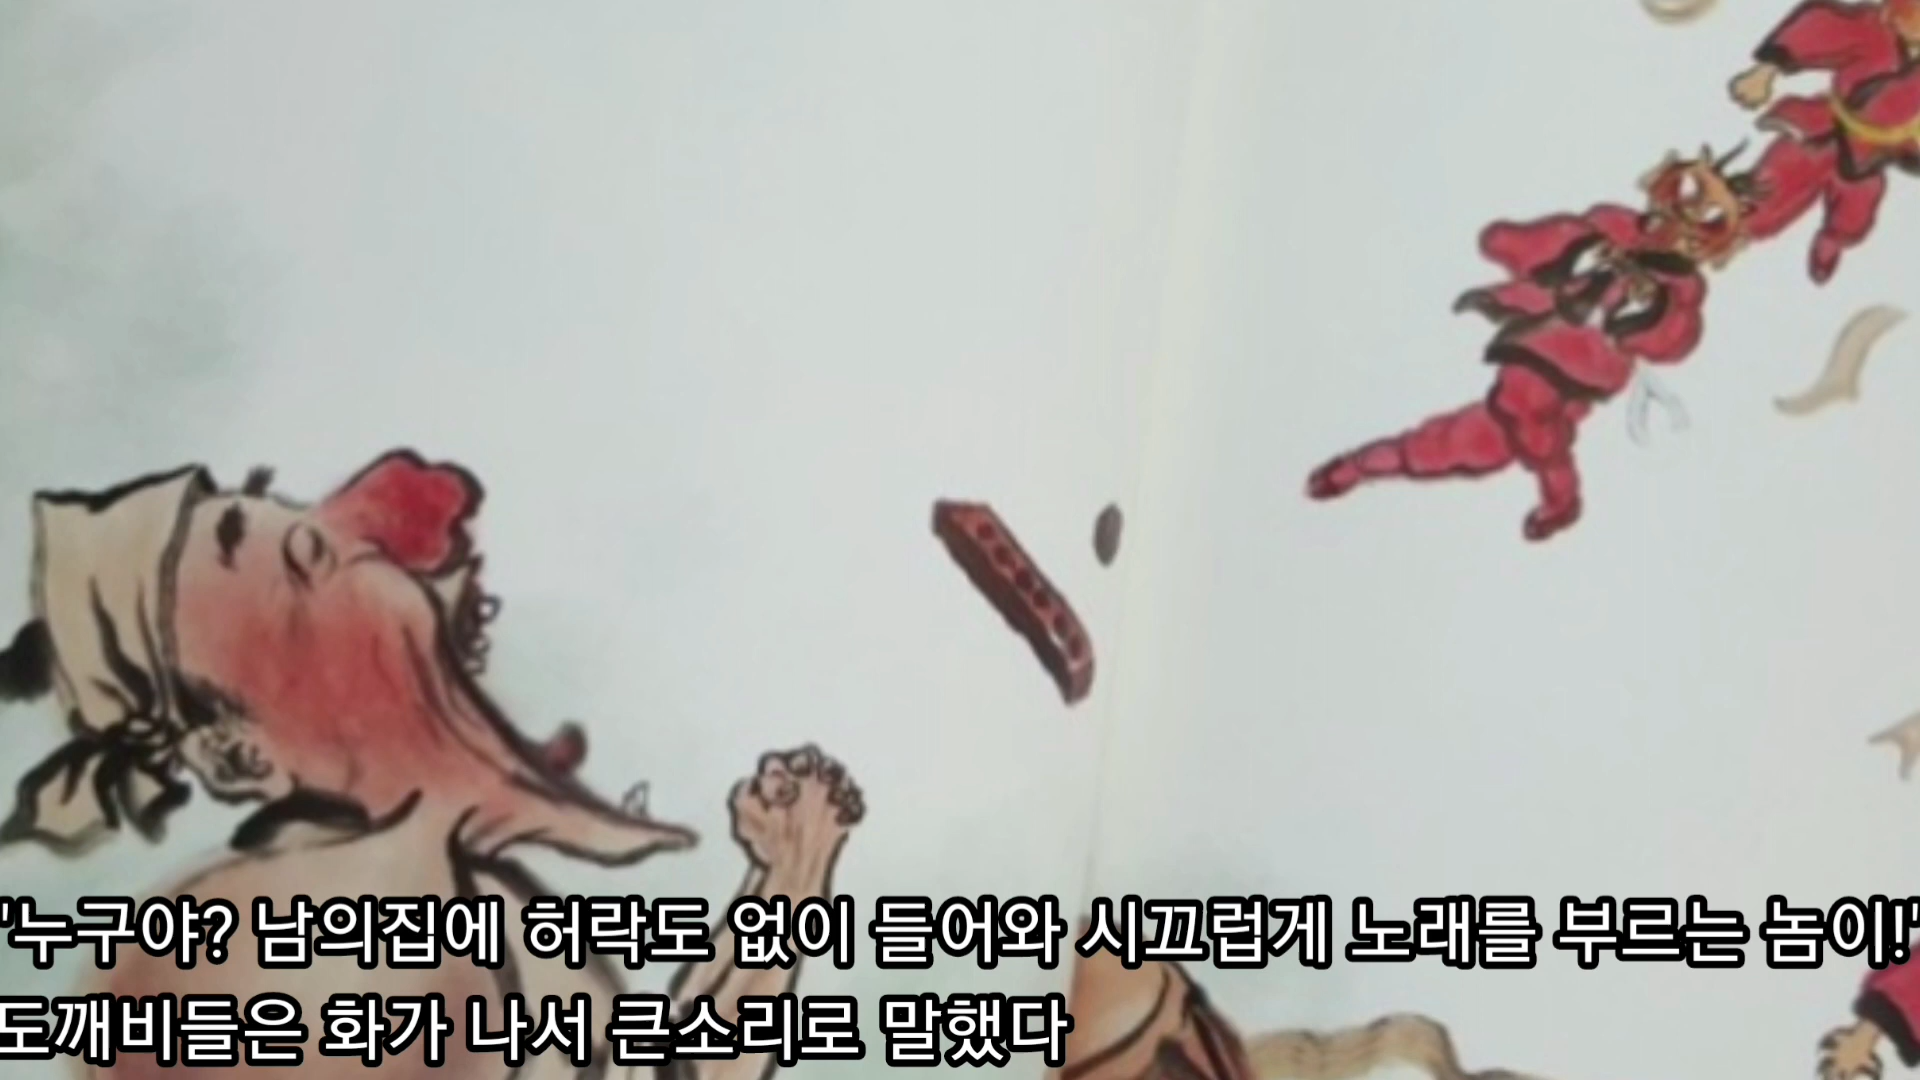 "누구야? 남의집에 허락도 없이 들어와 시끄럽게 노래를 부르는 놈이!"
도깨비들은 화가 나서 큰소리로 말했다